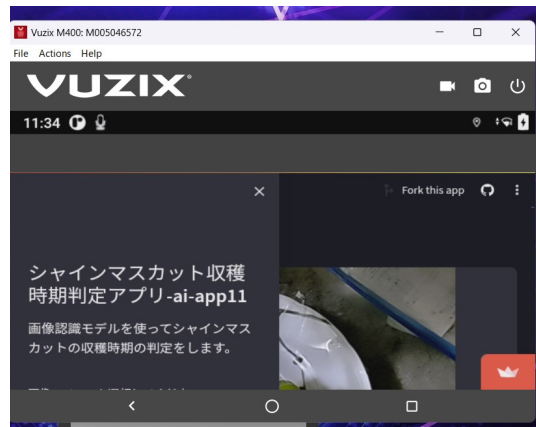 Vuzix M400: M005046572
File Actions Help
VUZIX®
11:34
Fork this app
シャインマスカット収穫
時期判定アプリ-ai-app11
画像認識モデルを使ってシャインマス
カットの収穫時期の判定をします。